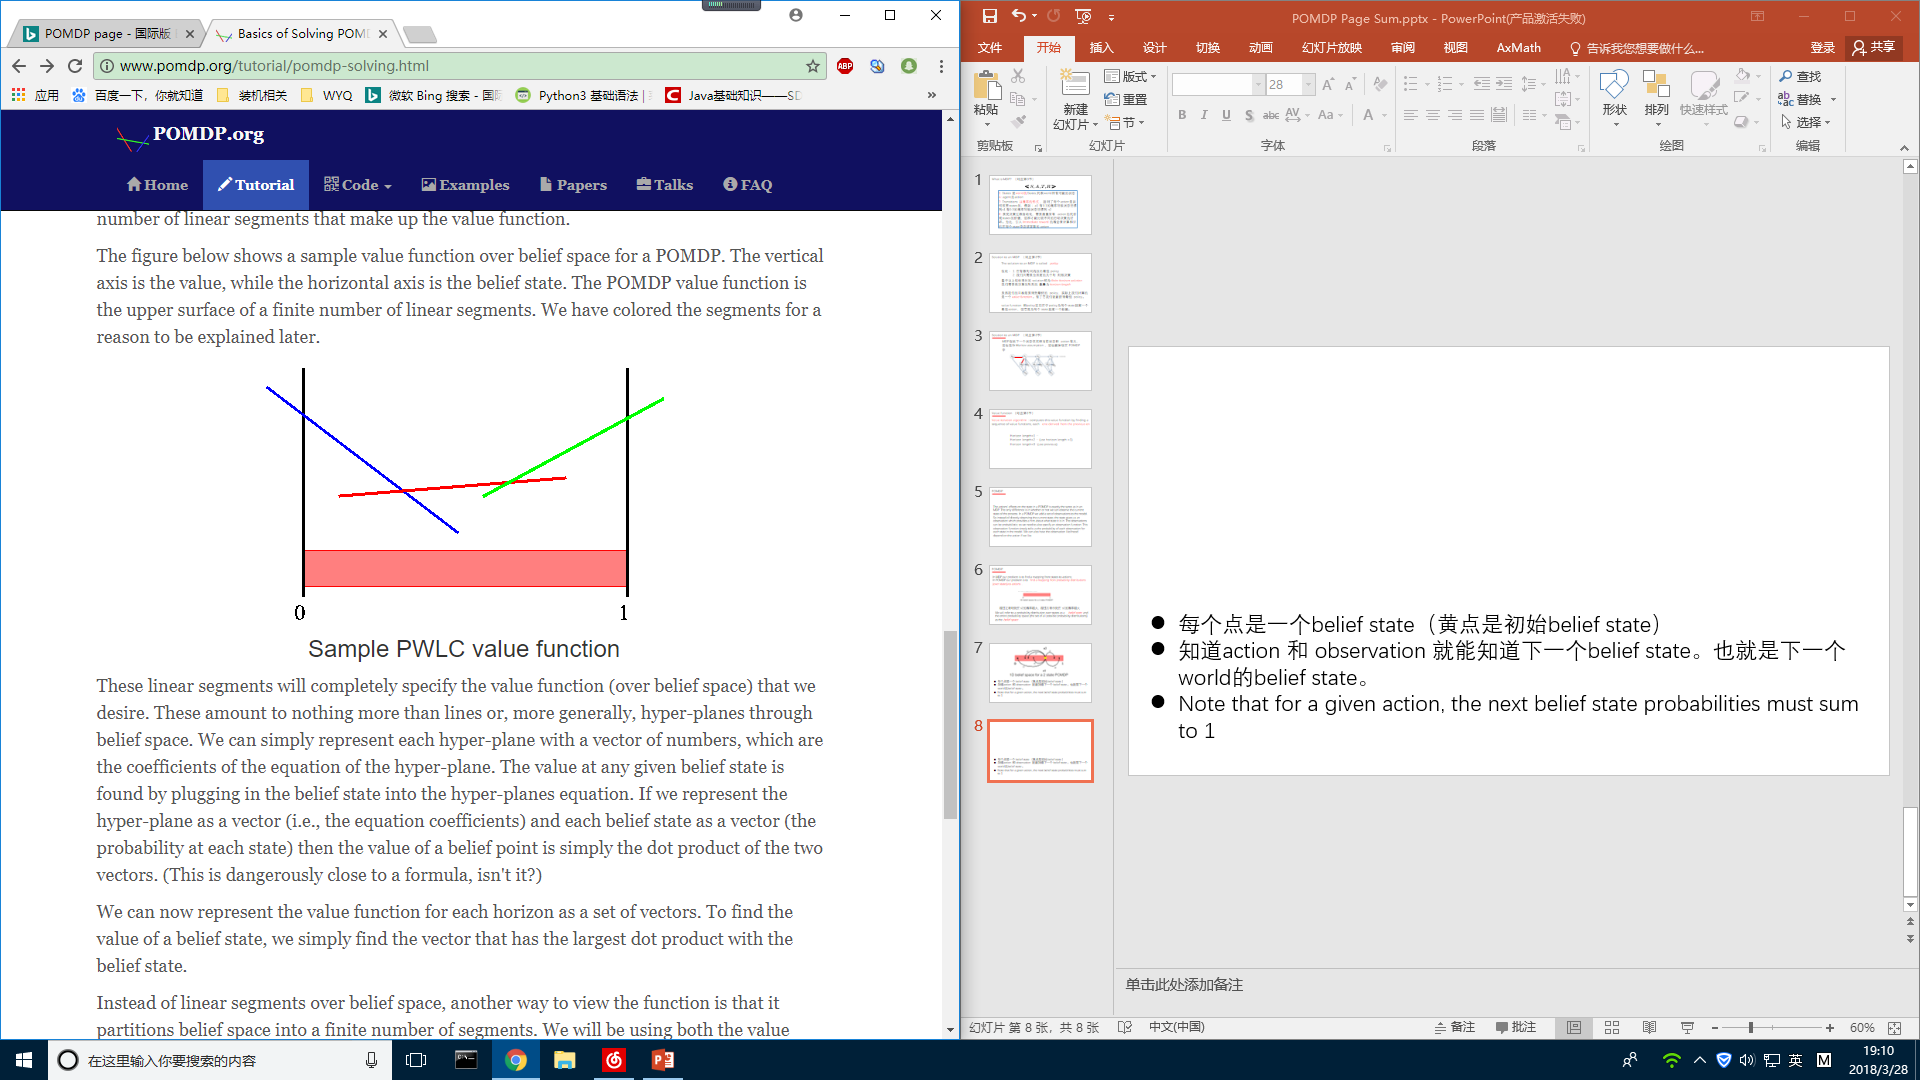 POMDP page - 国际版
Basics of Solving POMD
www.pomdp.org/tutorial/pomdp-solving.html
ABP
应用
百度一下，你就知道
装机相关
WYQ
微软 Bing 搜索 - 国际
Python3 基础语法 |
Java基础知识——SD
»
POMDP.org
Home
Tutorial
Code
Examples
Papers
Talks
FAQ
number of linear segments that make up the value function.
The figure below shows a sample value function over belief space for a POMDP. The vertical
axis is the value, while the horizontal axis is the belief state. The POMDP value function is
the upper surface of a finite number of linear segments. We have colored the segments for a
reason to be explained later.
0 1
Sample PWLC value function
These linear segments will completely specify the value function (over belief space) that we
desire. These amount to nothing more than lines or, more generally, hyper-planes through
belief space. We can simply represent each hyper-plane with a vector of numbers, which are
the coefficients of the equation of the hyper-plane. The value at any given belief state is
found by plugging in the belief state into the hyper-planes equation. If we represent the
hyper-plane as a vector (i.e., the equation coefficients) and each belief state as a vector (the
probability at each state) then the value of a belief point is simply the dot product of the two
vectors. (This is dangerously close to a formula, isn't it?)
We can now represent the value function for each horizon as a set of vectors. To find the
value of a belief state, we simply find the vector that has the largest dot product with the
belief state.
Instead of linear segments over belief space, another way to view the function is that it
partitions belief space into a finite number of segments. We will be using both the value
POMDP Page Sum.pptx - PowerPoint(产品激活失败)
文件 开始 插入 设计 切换 动画 幻灯片放映 审阅 视图 AxMath 告诉我您想要做什么... 登录 共享
粘贴
剪贴板
新建
幻灯片
版式
重置
节
幻灯片
28
B I U S abc AV Aa A
字体
段落
形状
排列
快速样式
绘图
查找
替换
选择
编辑
1
2
3
4
5
6
7
8
● 每个点是一个belief state（黄点是初始belief state）
● 知道action 和 observation 就能知道下一个belief state。也就是下一个
world的belief state。
● Note that for a given action, the next belief state probabilities must sum
to 1
单击此处添加备注
幻灯片 第 8 张，共 8 张
中文(中国)
备注
批注
60%
在这里输入你要搜索的内容
英
M
19:10
2018/3/28